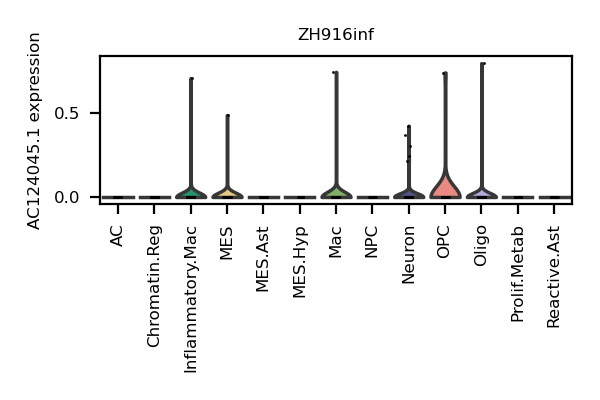 ZH916inf
AC124045.1 expression
0.5
0.0
AC
Chromatin.Reg
Inflammatory.Mac
MES
MES.Ast
MES.Hyp
Mac
NPC
Neuron
OPC
Oligo
Prolif.Metab
Reactive.Ast